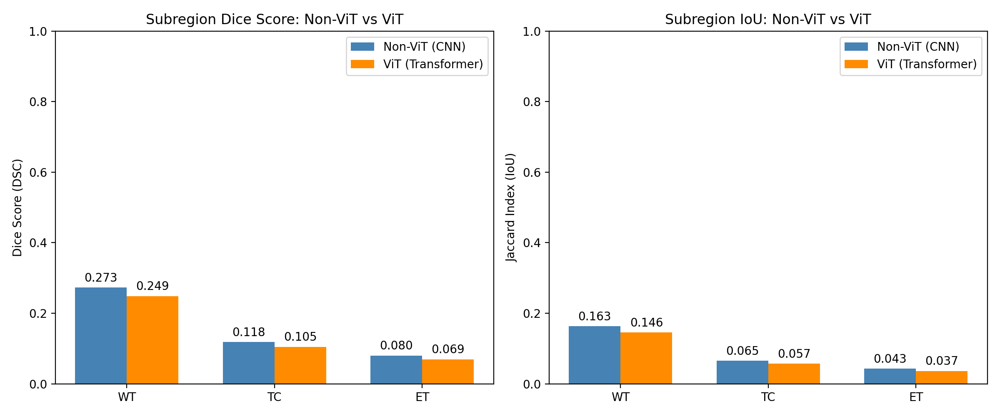 Subregion Dice Score: Non-ViT vs ViT
Dice Score (DSC)
1.0
0.8
0.6
0.4
0.2
0.0
Non-ViT (CNN)
ViT (Transformer)
0.273
0.249
0.118
0.105
0.080
0.069
WT
TC
ET
Subregion IoU: Non-ViT vs ViT
Jaccard Index (IoU)
1.0
0.8
0.6
0.4
0.2
0.0
Non-ViT (CNN)
ViT (Transformer)
0.163
0.146
0.065
0.057
0.043
0.037
WT
TC
ET